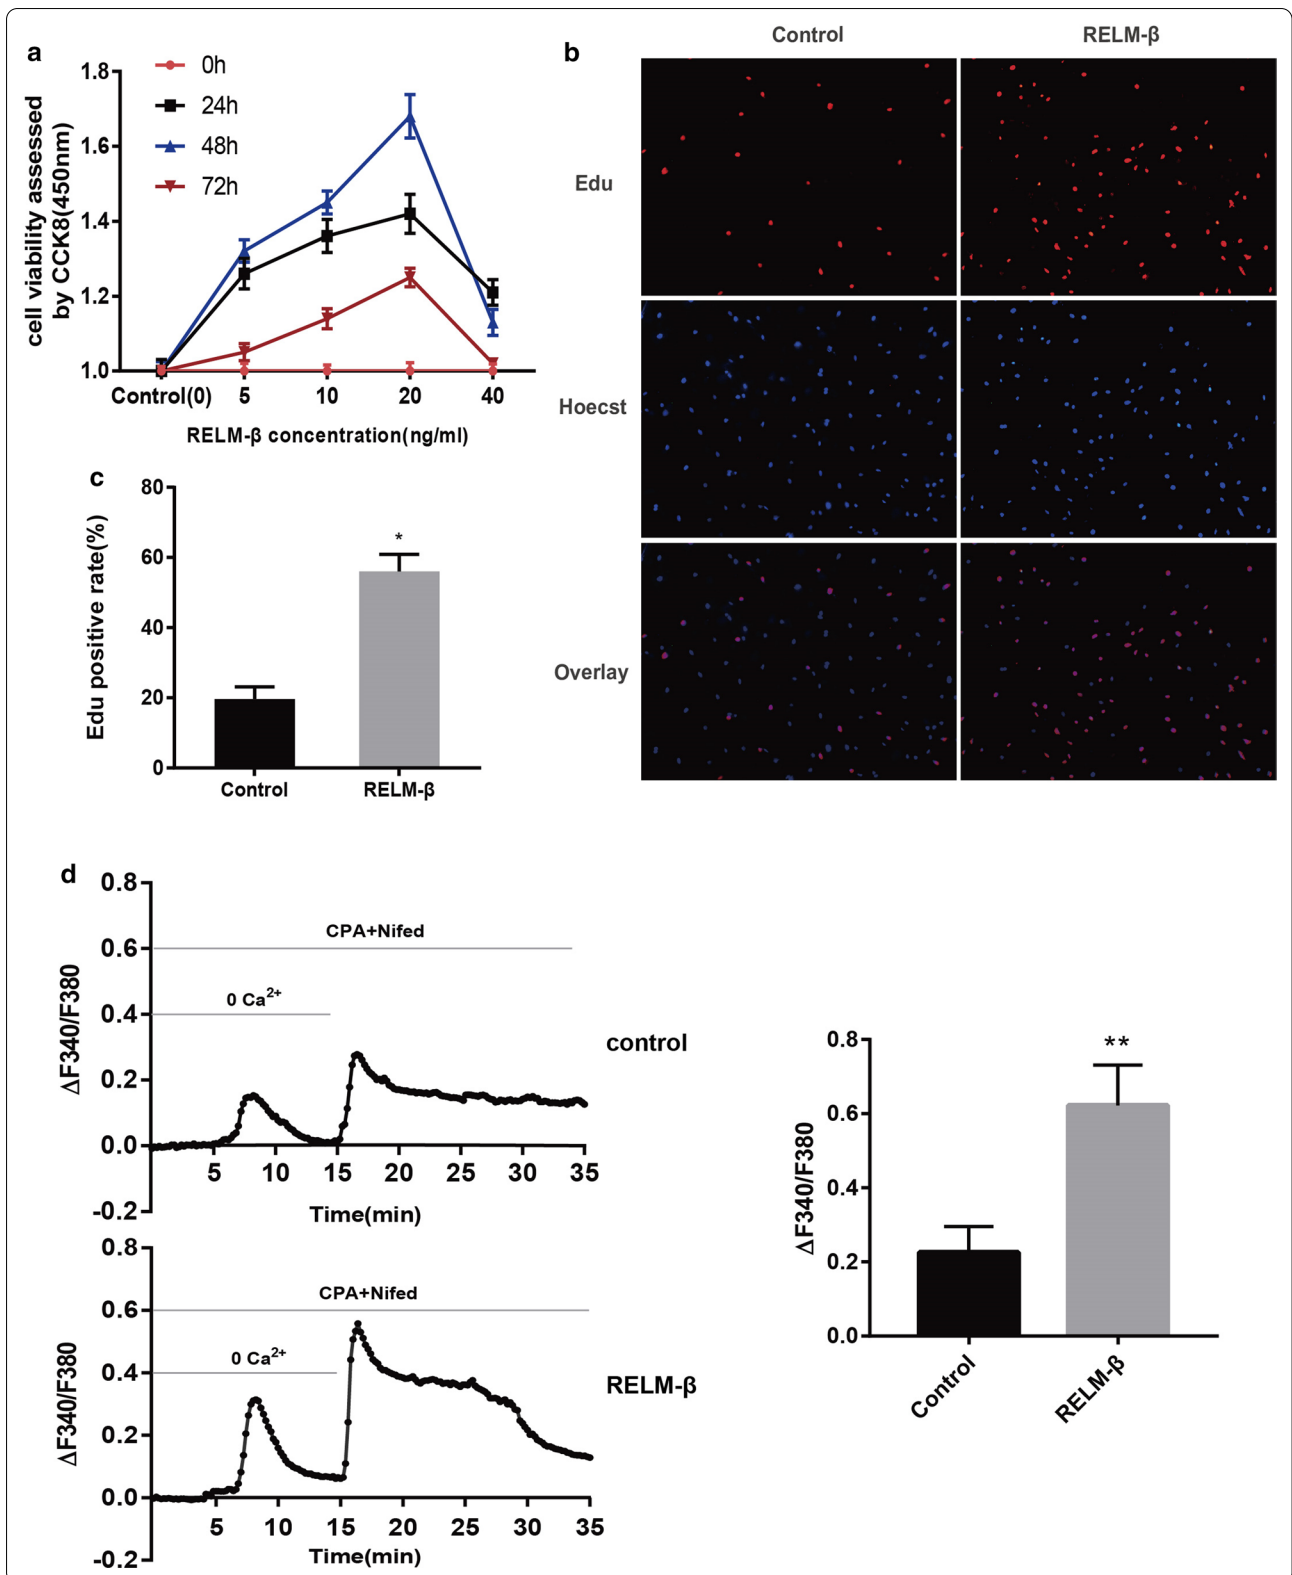 a
0h
24h
48h
72h
cell viability assessed
by CCK8(450nm)
1.8
1.6
1.4
1.2
1.0
Control(0) 5 10 20 40
RELM-β concentration(ng/ml)
b
Control RELM-β
Edu
Hoecst
Overlay
c
Edu positive rate(%)
80
60
40
20
0
Control RELM-β
*
d
ΔF340/F380
0.8
0.6
0.4
0.2
0.0
-0.2
CPA+Nifed
0 Ca²⁺
5 10 15 20 25 30 35
Time(min)
control
ΔF340/F380
0.8
0.6
0.4
0.2
0.0
-0.2
CPA+Nifed
0 Ca²⁺
5 10 15 20 25 30 35
Time(min)
RELM-β
ΔF340/F380
0.8
0.6
0.4
0.2
0.0
**
Control
RELM-β